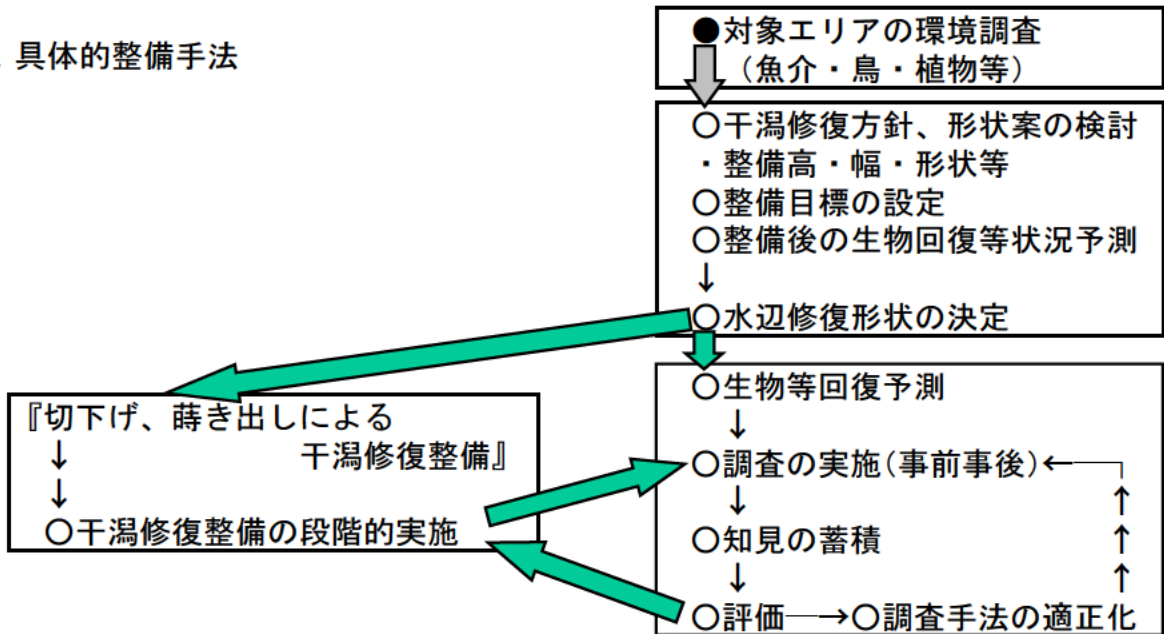 具体的整備手法
●対象エリアの環境調査
（魚介・鳥・植物等）
○干潟修復方針、形状案の検討
・整備高・幅・形状等
○整備目標の設定
○整備後の生物回復等状況予測
↓
○水辺修復形状の決定
『切下げ、蒔き出しによる
↓ 干潟修復整備』
↓
○干潟修復整備の段階的実施
○生物等回復予測
↓
○調査の実施(事前事後)←─┐
↓ ↑
○知見の蓄積 ↑
↓ ↑
○評価─→○調査手法の適正化